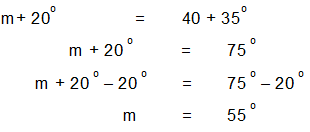 m + 20° = 40 + 35°
m + 20° = 75°
m + 20° – 20° = 75° – 20°
m = 55°